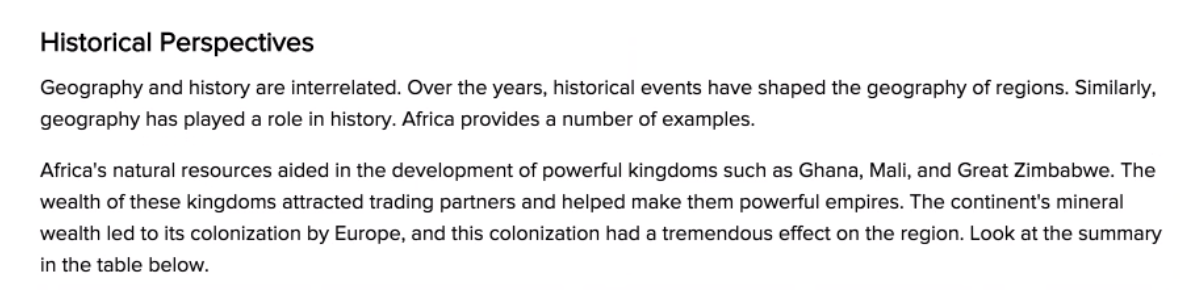 Historical Perspectives
Geography and history are interrelated. Over the years, historical events have shaped the geography of regions. Similarly,
geography has played a role in history. Africa provides a number of examples.
Africa's natural resources aided in the development of powerful kingdoms such as Ghana, Mali, and Great Zimbabwe. The
wealth of these kingdoms attracted trading partners and helped make them powerful empires. The continent's mineral
wealth led to its colonization by Europe, and this colonization had a tremendous effect on the region. Look at the summary
in the table below.